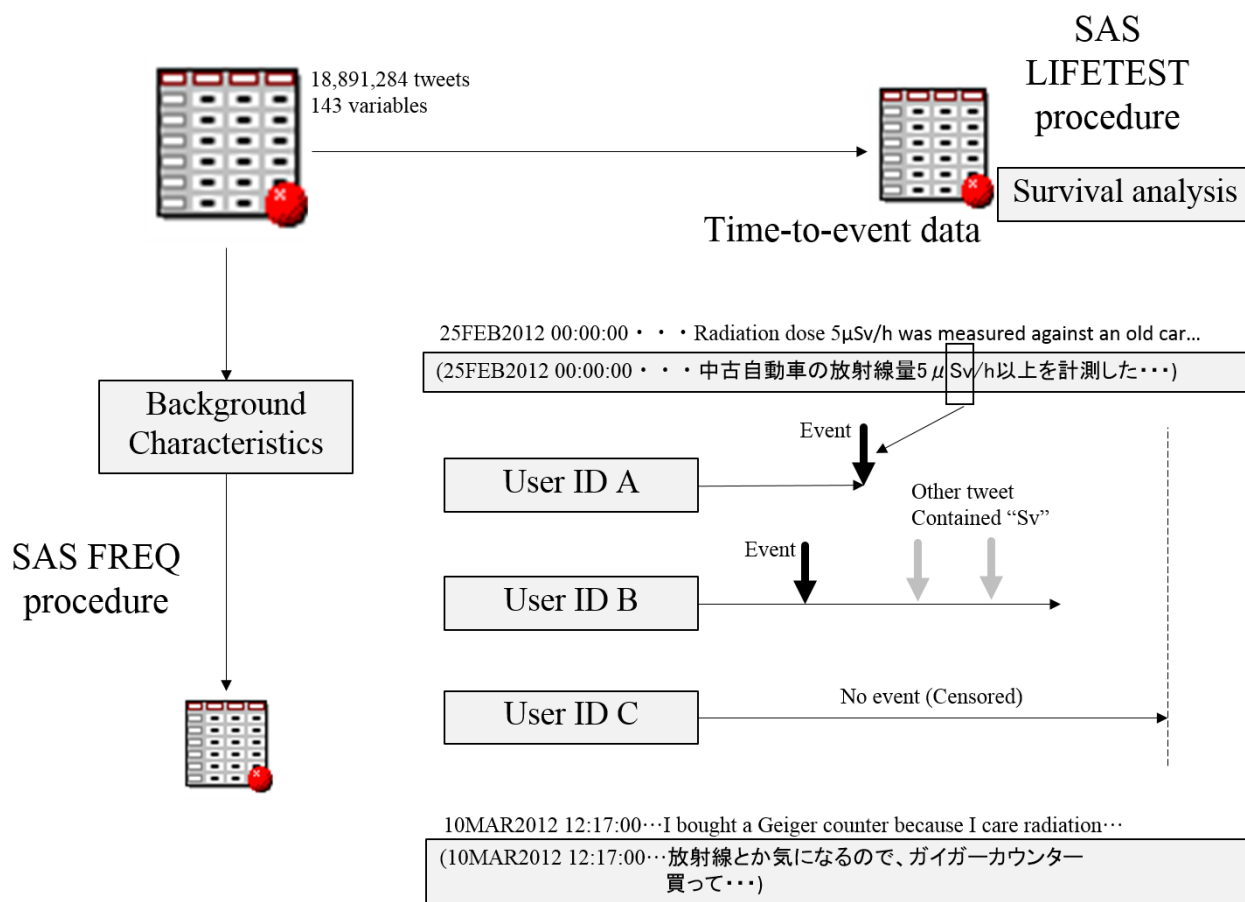 18,891,284 tweets
143 variables
SAS
LIFETEST
procedure
Survival analysis
Time-to-event data
25FEB2012 00:00:00・・・Radiation dose 5μSv/h was measured against an old car…
(25FEB2012 00:00:00・・・中古自動車の放射線量5μSv/h以上を計測した・・・)
Background
Characteristics
SAS FREQ
procedure
Event
User ID A
Other tweet
Contained “Sv”
Event
User ID B
User ID C
No event (Censored)
10MAR2012 12:17:00…I bought a Geiger counter because I care radiation…
(10MAR2012 12:17:00…放射線とか気になるので、ガイガーカウンター
買って・・・)